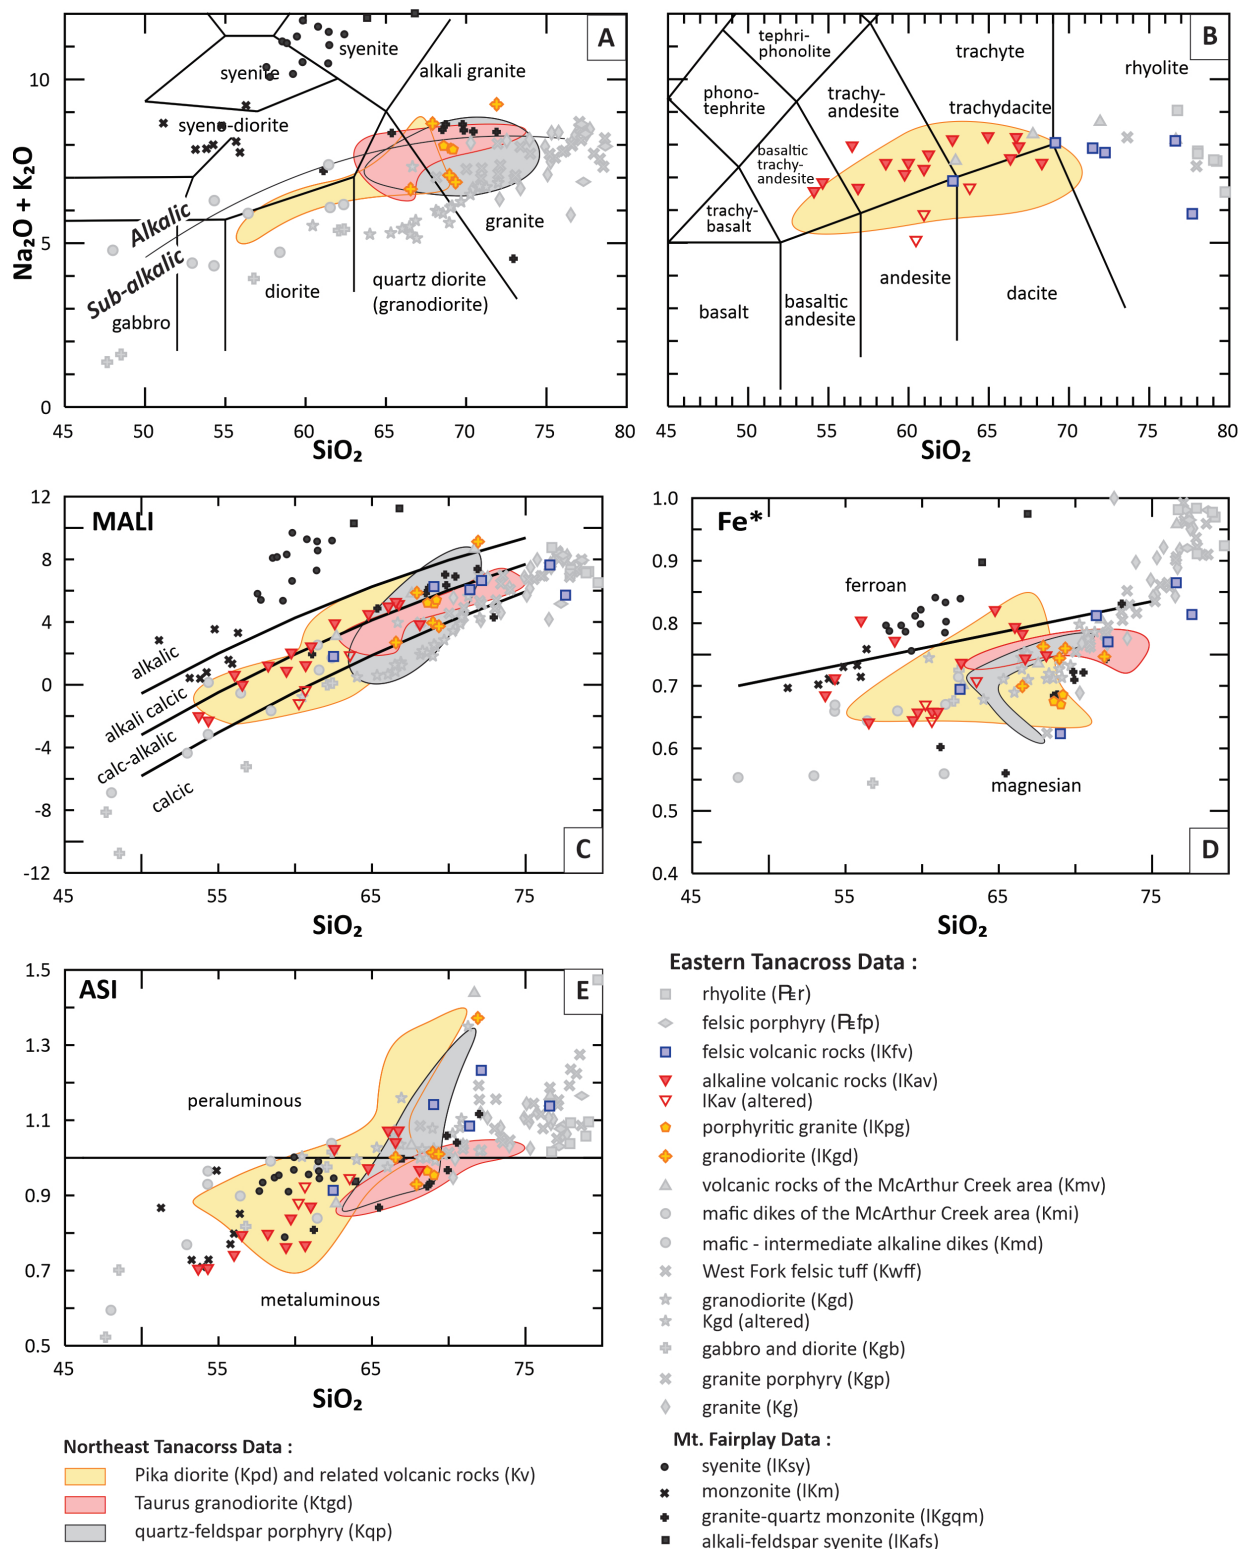 A
syenite
syenite
alkali granite
syeno-diorite
Alkalic
Sub-alkalic
gabbro
diorite
quartz diorite
(granodiorite)
granite
Na₂O + K₂O
10
5
0
45 50 55 60 65 70 75 80
SiO₂
B
tephri-
phonolite
trachyte
rhyolite
phono-
tephrite
trachy-
andesite
trachydacite
basaltic
trachy-
andesite
trachy-
basalt
andesite
dacite
basalt
basaltic
andesite
45 50 55 60 65 70 75 80
SiO₂
MALI
12
8
4
0
-4
-8
-12
alkalic
alkali calcic
calc-alkalic
calcic
C
45 55 65 75
SiO₂
Fe*
1.0
0.9
0.8
0.7
0.6
0.5
0.4
ferroan
magnesian
D
45 55 65 75
SiO₂
ASI
E
1.5
1.3
1.1
0.9
0.7
0.5
peraluminous
metaluminous
45 55 65 75
SiO₂
Eastern Tanacross Data :
rhyolite (r)
felsic porphyry (fp)
felsic volcanic rocks (lKfv)
alkaline volcanic rocks (lKav)
lKav (altered)
porphyritic granite (lKpg)
granodiorite (lKgd)
volcanic rocks of the McArthur Creek area (Kmv)
mafic dikes of the McArthur Creek area (Kmi)
mafic - intermediate alkaline dikes (Kmd)
West Fork felsic tuff (Kwff)
granodiorite (Kgd)
Kgd (altered)
gabbro and diorite (Kgb)
granite porphyry (Kgp)
granite (Kg)
Mt. Fairplay Data :
syenite (lKsy)
monzonite (lKm)
granite-quartz monzonite (lKgqm)
alkali-feldspar syenite (lKafs)
Northeast Tanacorss Data :
Pika diorite (Kpd) and related volcanic rocks (Kv)
Taurus granodiorite (Ktgd)
quartz-feldspar porphyry (Kqp)